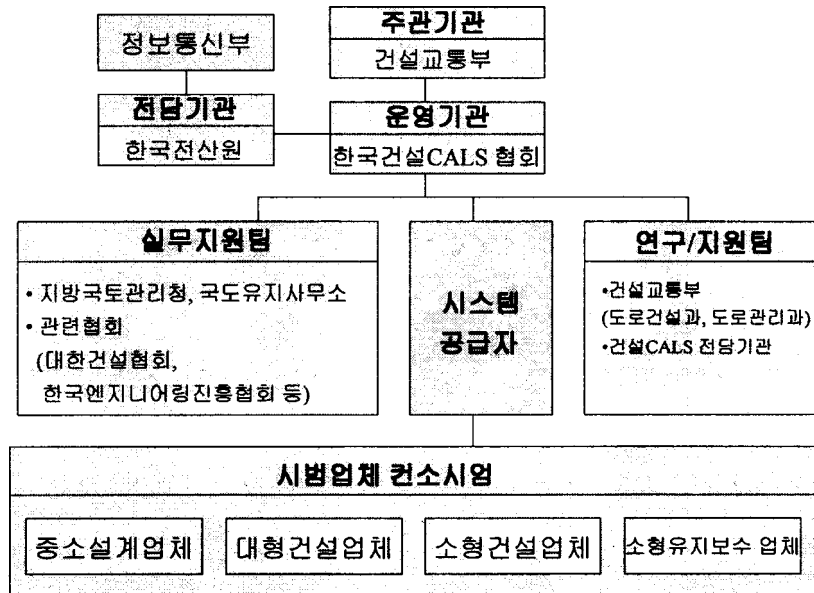 정보통신부
주관기관
건설교통부
전담기관
한국전산원
운영기관
한국건설CALS 협회
실무지원팀
• 지방국토관리청, 국도유지사무소
• 관련협회
(대한건설협회,
한국엔지니어링진흥협회 등)
시스템
공급자
연구/지원팀
•건설교통부
(도로건설과, 도로관리과)
•건설CALS 전담기관
시범업체 컨소시엄
중소설계업체
대형건설업체
소형건설업체
소형유지보수 업체